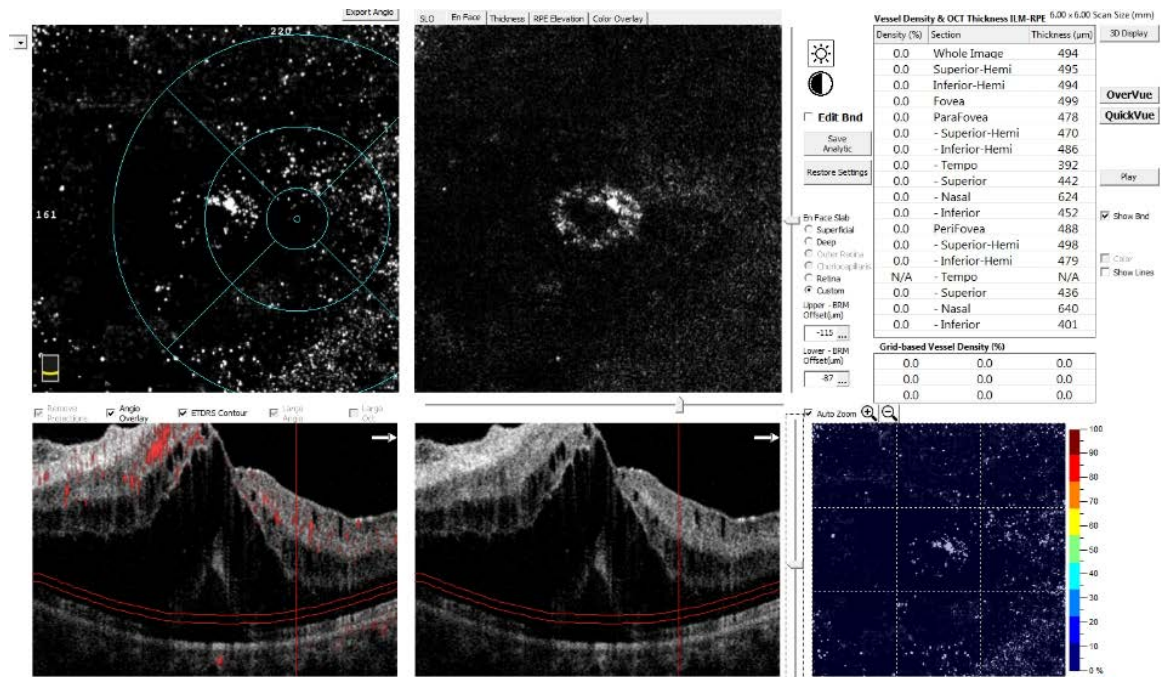 Export Angio
220
161
SLO En Face Thickness RPE Elevation Color Overlay
Vessel Density & OCT Thickness ILM-RPE 6.00 x 6.00 Scan Size (mm)
Density (%) Section Thickness (µm)
0.0 Whole Image 494
0.0 Superior-Hemi 495
0.0 Inferior-Hemi 494
0.0 Fovea 499
0.0 ParaFovea 478
0.0 - Superior-Hemi 470
0.0 - Inferior-Hemi 486
0.0 - Tempo 392
0.0 - Superior 442
0.0 - Nasal 624
0.0 - Inferior 452
0.0 PeriFovea 488
0.0 - Superior-Hemi 498
0.0 - Inferior-Hemi 479
N/A - Tempo N/A
0.0 - Superior 436
0.0 - Nasal 640
0.0 - Inferior 401
Grid-based Vessel Density (%)
0.0 0.0 0.0
0.0 0.0 0.0
0.0 0.0 0.0
Edit Bnd
Save
Analytic
Restore Settings
En Face Slab
Superficial
Deep
Outer Retina
Choriocapillaris
Retina
Custom
Upper - BRM
Offset(µm)
-115 ...
Lower - BRM
Offset(µm)
-87 ...
3D Display
OverVue
QuickVue
Play
Show Bnd
Color
Show Lines
Remove
Projections
Angio
Overlay
ETDRS Contour
Large
Angio
Large
Oct
Auto Zoom
100
90
80
70
60
50
40
30
20
10
0 %